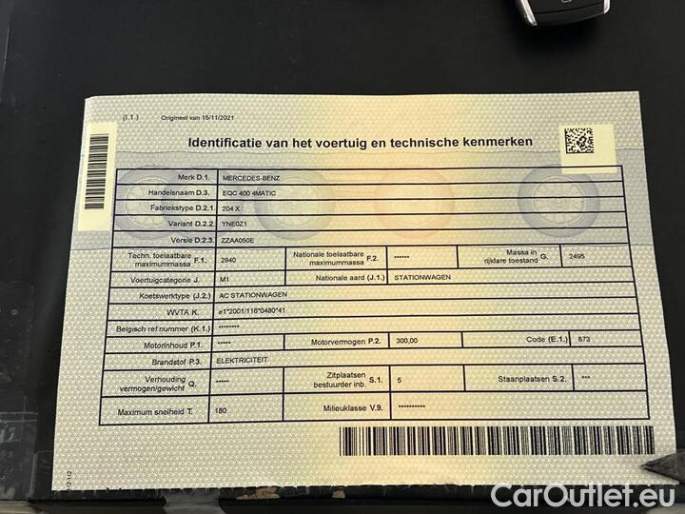 (I.1.) Origineel van 15/11/2021
Identificatie van het voertuig en technische kenmerken
Merk D.1. MERCEDES-BENZ
Handelsnaam D.3. EQC 400 4MATIC
Fabriekstype D.2.1. 204 X
Variant D.2.2. YNE0Z1
Versie D.2.3. ZZAA050E
Techn. toelaatbare maximummassa F.1. 2940 Nationale toelaatbare maximummassa F.2. ------ Massa in rijklare toestand G. 2495
Voertuigcategorie J. M1 Nationale aard (J.1.) STATIONWAGEN
Koetswerktype (J.2.) AC STATIONWAGEN
WVTA K. e1*2001/116*0480*41
Belgisch ref nummer (K.1.) ********
Motorinhoud P.1. ----- Motorvermogen P.2. 300,00 Code (E.1.) 873
Brandstof P.3. ELEKTRICITEIT
Verhouding vermogen/gewicht Q. ----- Zitplaatsen bestuurder inb. S.1. 5 Staanplaatsen S.2. ---
Maximum snelheid T. 180 Milieuklasse V.9. **********
CarOutlet.eu